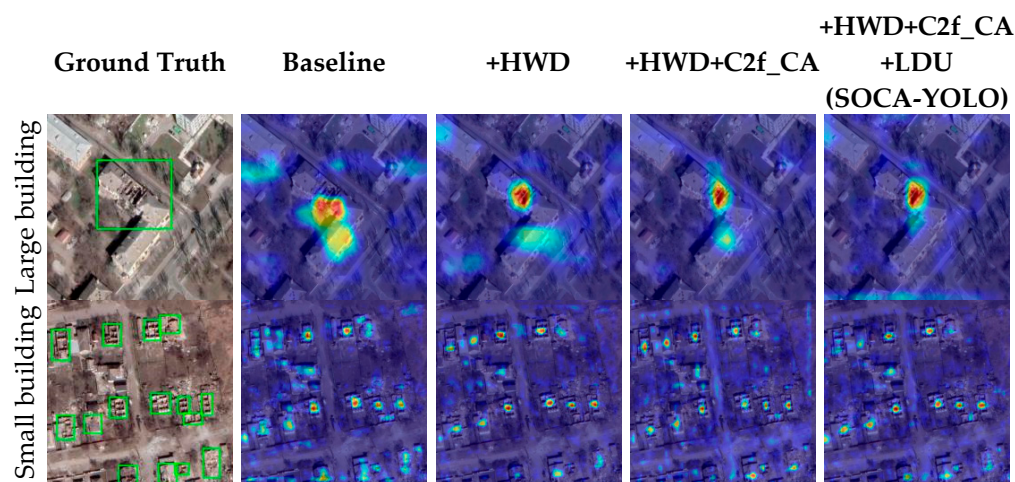 Ground Truth
Baseline
+HWD
+HWD+C2f_CA
+HWD+C2f_CA
+LDU
(SOCA-YOLO)
Large building
Small building